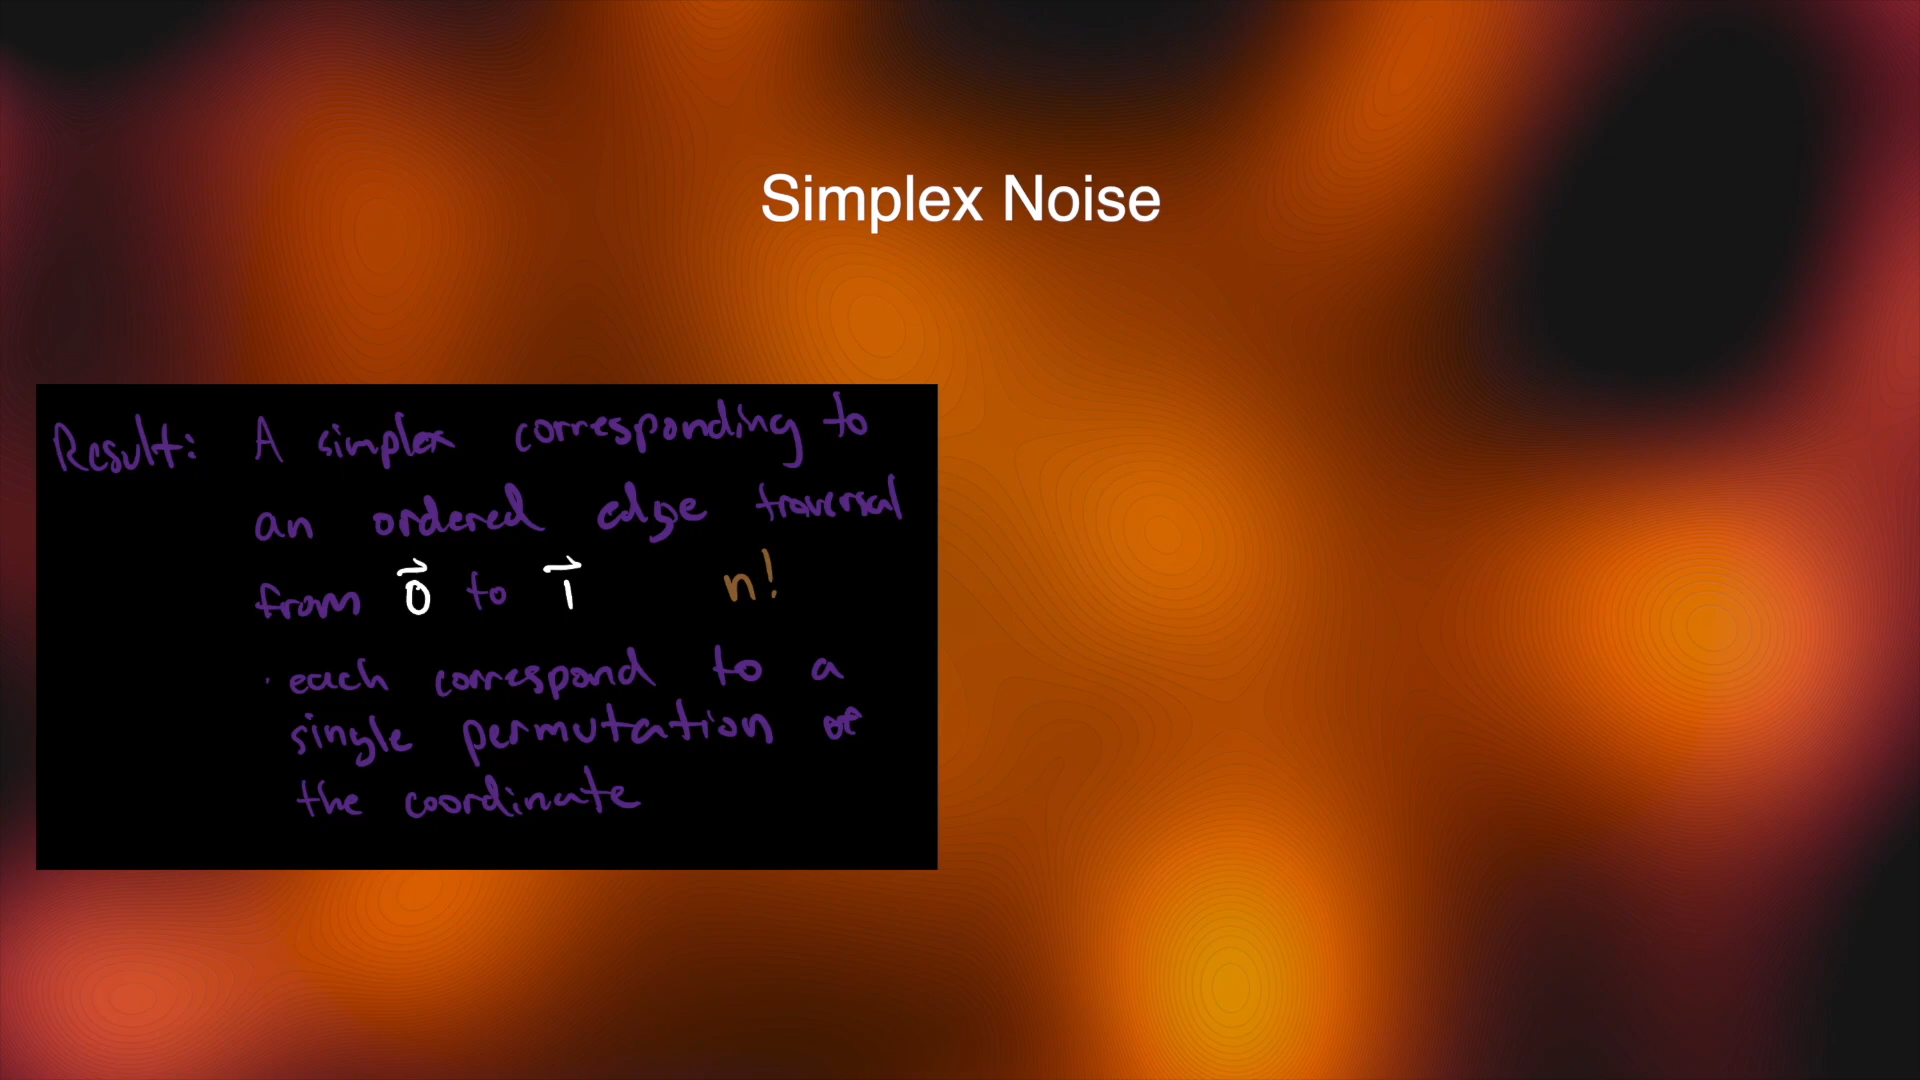 Simplex Noise
Result: A simplex corresponding to
an ordered edge traversal
from 0⃗ to 1⃗ n!
· each correspond to a
single permutation of
the coordinate